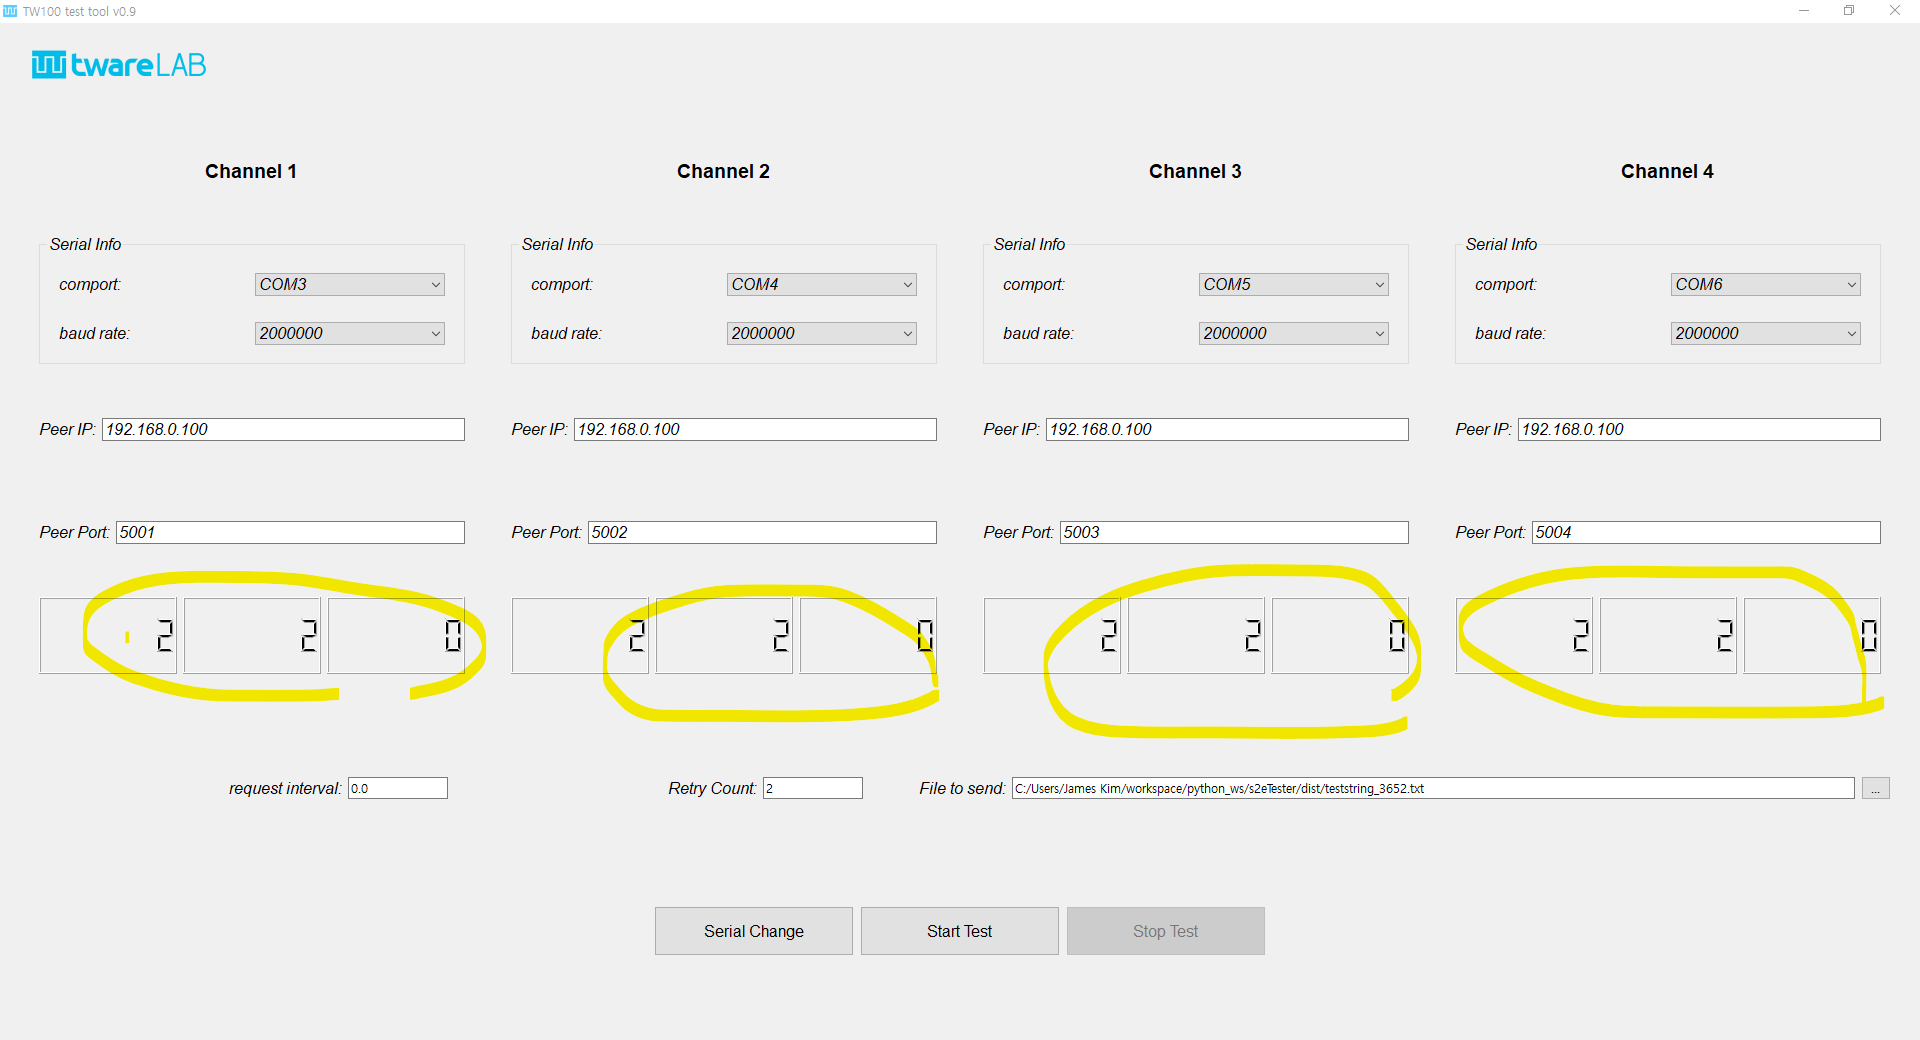 TW100 test tool v0.9
twareLAB
Channel 1 Channel 2 Channel 3 Channel 4
Serial Info Serial Info Serial Info Serial Info
comport: COM3 comport: COM4 comport: COM5 comport: COM6
baud rate: 2000000 baud rate: 2000000 baud rate: 2000000 baud rate: 2000000
Peer IP: 192.168.0.100 Peer IP: 192.168.0.100 Peer IP: 192.168.0.100 Peer IP: 192.168.0.100
Peer Port: 5001 Peer Port: 5002 Peer Port: 5003 Peer Port: 5004
2 2 0 2 2 0 2 2 0 2 2 0
request interval: 0.0 Retry Count: 2 File to send: C:/Users/James Kim/workspace/python_ws/s2eTester/dist/teststring_3652.txt ...
Serial Change Start Test Stop Test